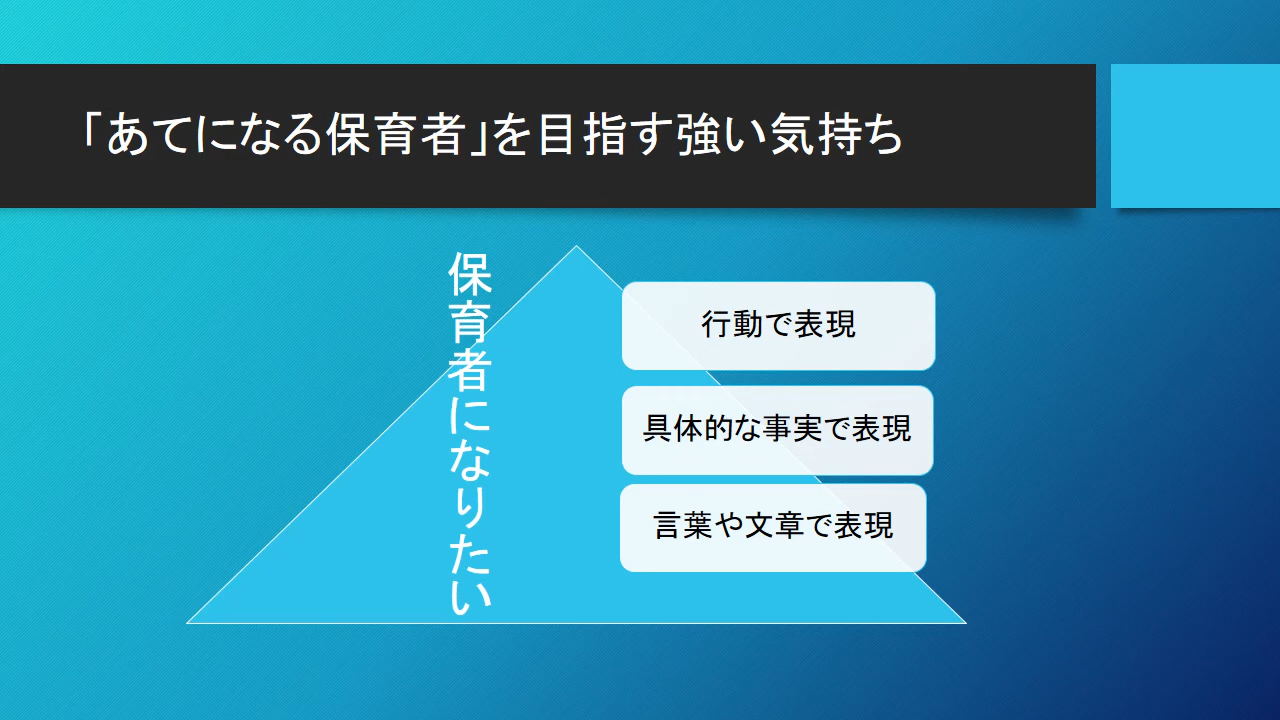 「あてになる保育者」を目指す強い気持ち
保育者になりたい
行動で表現
具体的な事実で表現
言葉や文章で表現